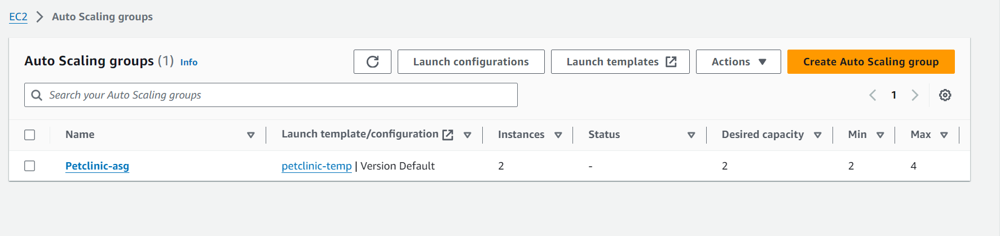 EC2 > Auto Scaling groups
Auto Scaling groups (1) Info
Launch configurations
Launch templates
Actions
Create Auto Scaling group
Search your Auto Scaling groups
1
Name Launch template/configuration Instances Status Desired capacity Min Max
Petclinic-asg petclinic-temp | Version Default 2 - 2 2 4